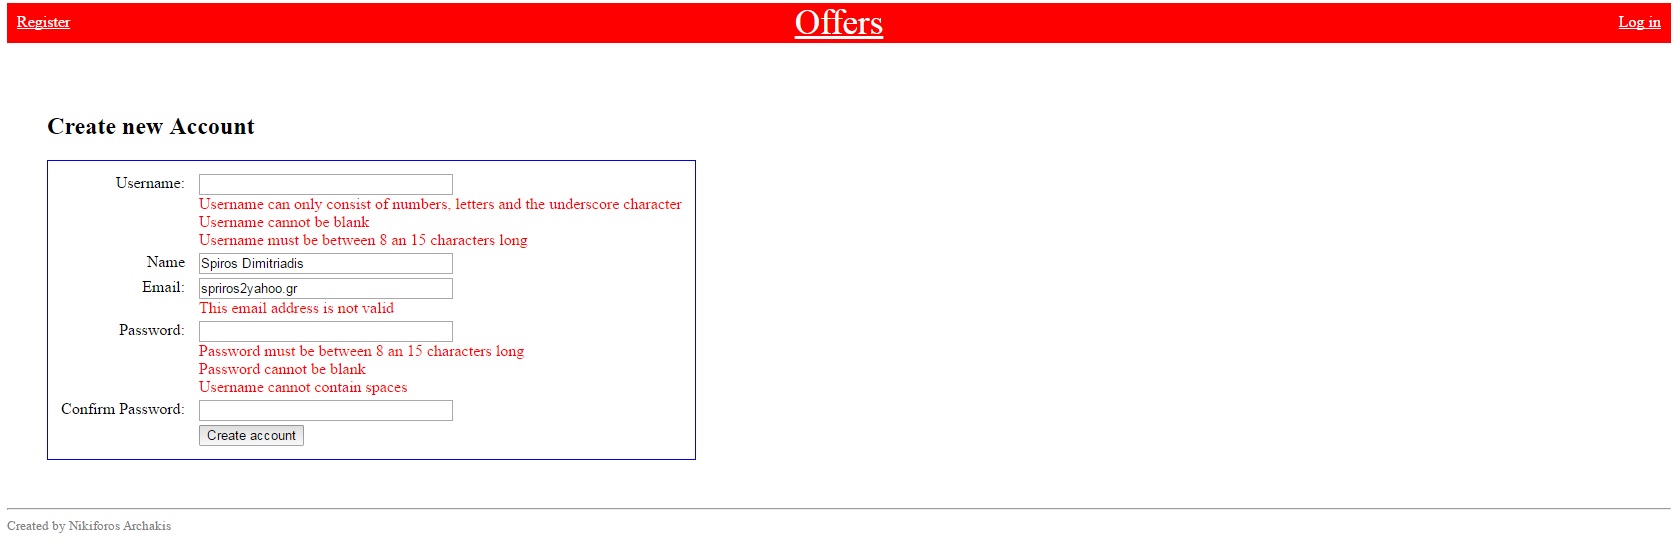 Register Offers Log in
Create new Account
Username:
Username can only consist of numbers, letters and the underscore character
Username cannot be blank
Username must be between 8 an 15 characters long
Name Spiros Dimitriadis
Email: spriros2yahoo.gr
This email address is not valid
Password:
Password must be between 8 an 15 characters long
Password cannot be blank
Username cannot contain spaces
Confirm Password:
Create account
Created by Nikiforos Archakis